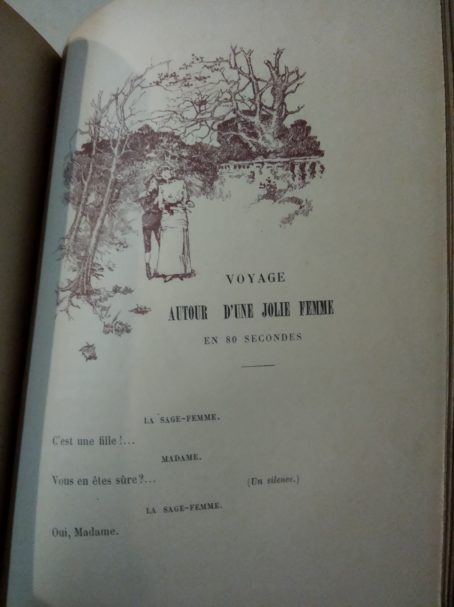 VOYAGE
AUTOUR D'UNE JOLIE FEMME
EN 80 SECONDES
LA SAGE-FEMME.
C'est une fille!...
MADAME.
Vous en êtes sûre?... (Un silence.)
LA SAGE-FEMME.
Oui, Madame.